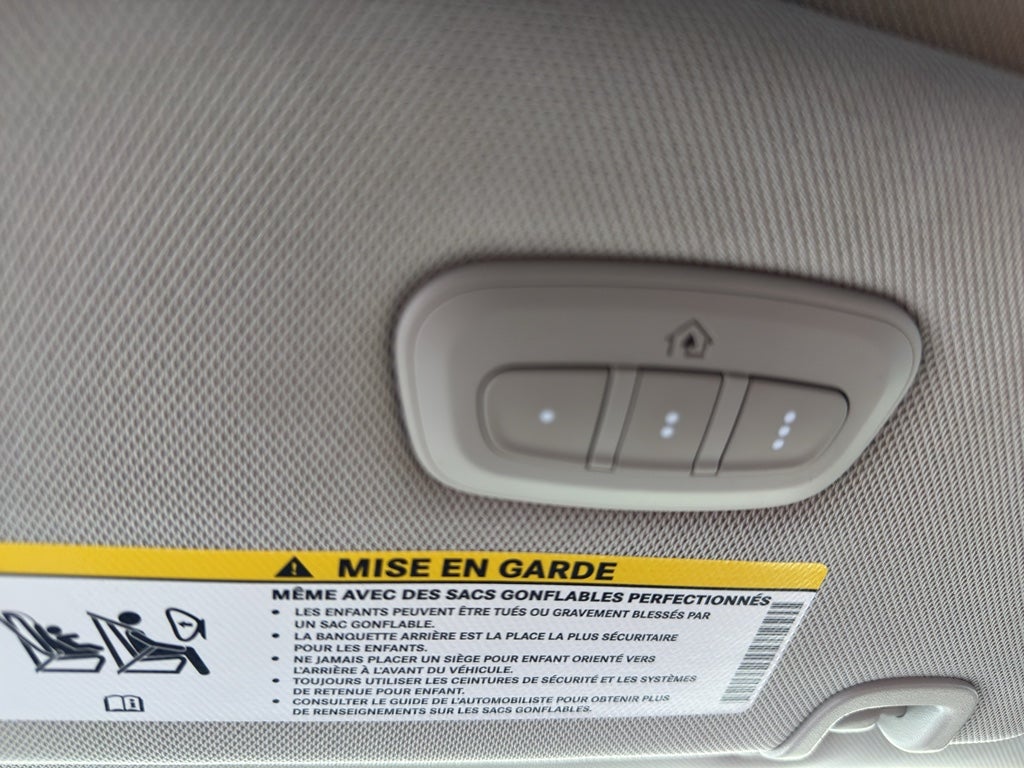 MISE EN GARDE
MÊME AVEC DES SACS GONFLABLES PERFECTIONNÉS
• LES ENFANTS PEUVENT ÊTRE TUÉS OU GRAVEMENT BLESSÉS PAR
UN SAC GONFLABLE.
• LA BANQUETTE ARRIÈRE EST LA PLACE LA PLUS SÉCURITAIRE
POUR LES ENFANTS.
• NE JAMAIS PLACER UN SIÈGE POUR ENFANT ORIENTÉ VERS
L'ARRIÈRE À L'AVANT DU VÉHICULE.
• TOUJOURS UTILISER LES CEINTURES DE SÉCURITÉ ET LES SYSTÈMES
DE RETENUE POUR ENFANT.
• CONSULTER LE GUIDE DE L'AUTOMOBILISTE POUR OBTENIR PLUS
DE RENSEIGNEMENTS SUR LES SACS GONFLABLES.